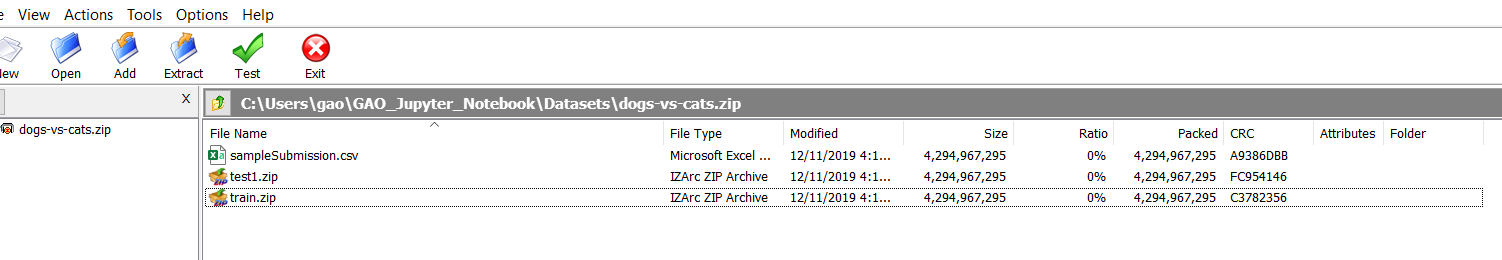 View Actions Tools Options Help
Open Add Extract Test Exit
X
C:\Users\gao\GAO_Jupyter_Notebook\Datasets\dogs-vs-cats.zip
dogs-vs-cats.zip
File Name File Type Modified Size Ratio Packed CRC Attributes Folder
sampleSubmission.csv Microsoft Excel ... 12/11/2019 4:1... 4,294,967,295 0% 4,294,967,295 A9386DBB
test1.zip IZArc ZIP Archive 12/11/2019 4:1... 4,294,967,295 0% 4,294,967,295 FC954146
train.zip IZArc ZIP Archive 12/11/2019 4:1... 4,294,967,295 0% 4,294,967,295 C3782356